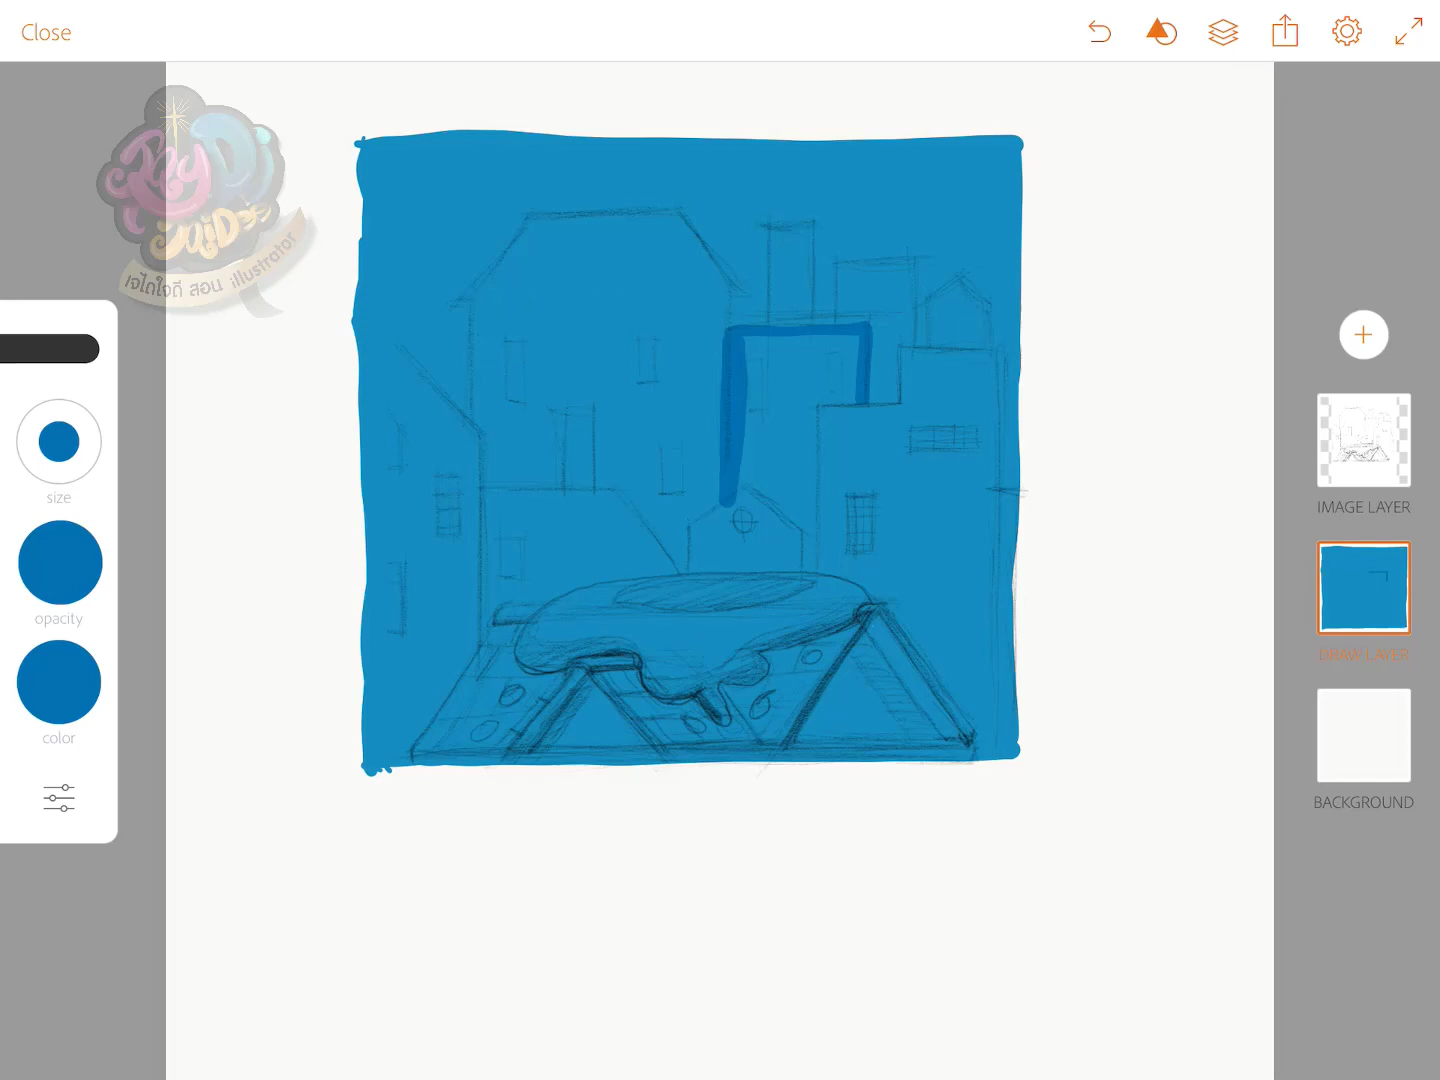 Close
เจไดใจดี สอน illustrator
size
opacity
color
IMAGE LAYER
DRAW LAYER
BACKGROUND